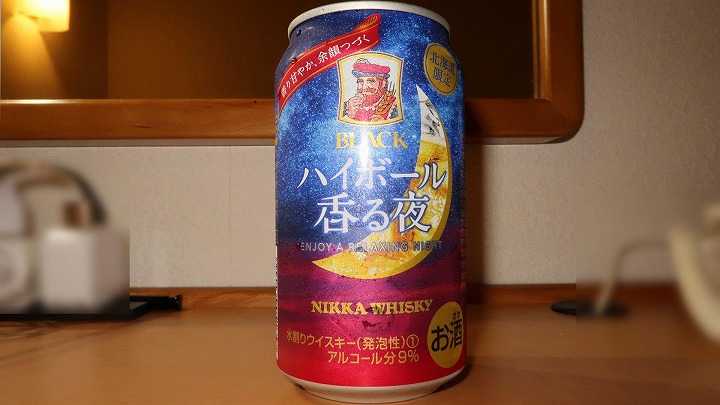 香り甘やか、余韻つづく
北海道
限定
BLACK
ハイボール
香る夜
ENJOY A RELAXING NIGHT
NIKKA WHISKY
水割りウイスキー(発泡性)①
アルコール分9%
さけ
お酒